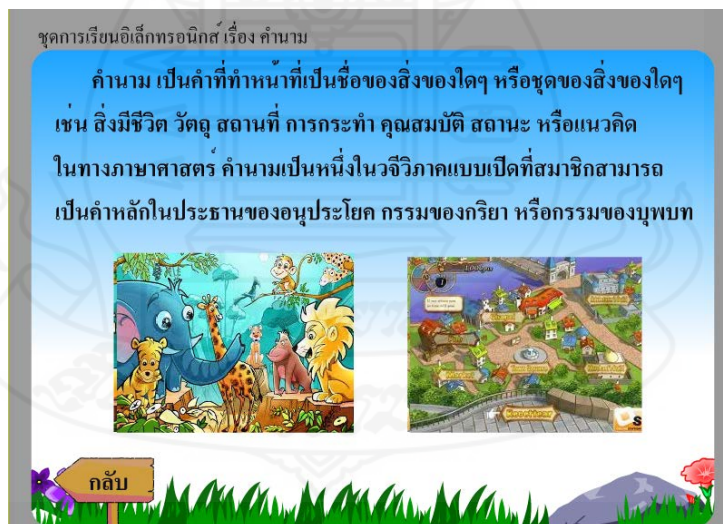 ชุดการเรียนอิเล็กทรอนิกส์ เรื่อง คำนาม
คำนาม เป็นคำที่ทำหน้าที่เป็นชื่อของสิ่งของใดๆ หรือชุดของสิ่งของใดๆ
เช่น สิ่งมีชีวิต วัตถุ สถานที่ การกระทำ คุณสมบัติ สถานะ หรือแนวคิด
ในทางภาษาศาสตร์ คำนามเป็นหนึ่งในวจีวิภาคแบบเปิดที่สมาชิกสามารถ
เป็นคำหลักในประธานของอนุประโยค กรรมของกริยา หรือกรรมของบุพบท
กลับ